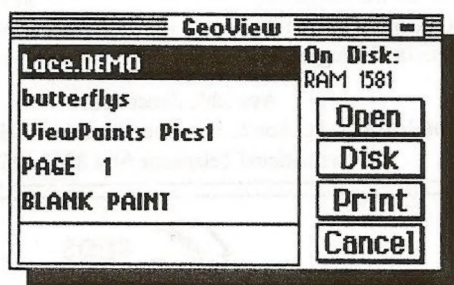 GeoView
Lace.DEMO
butterflys
ViewPaints Pics1
PAGE 1
BLANK PAINT
On Disk:
RAM 1581
Open
Disk
Print
Cancel